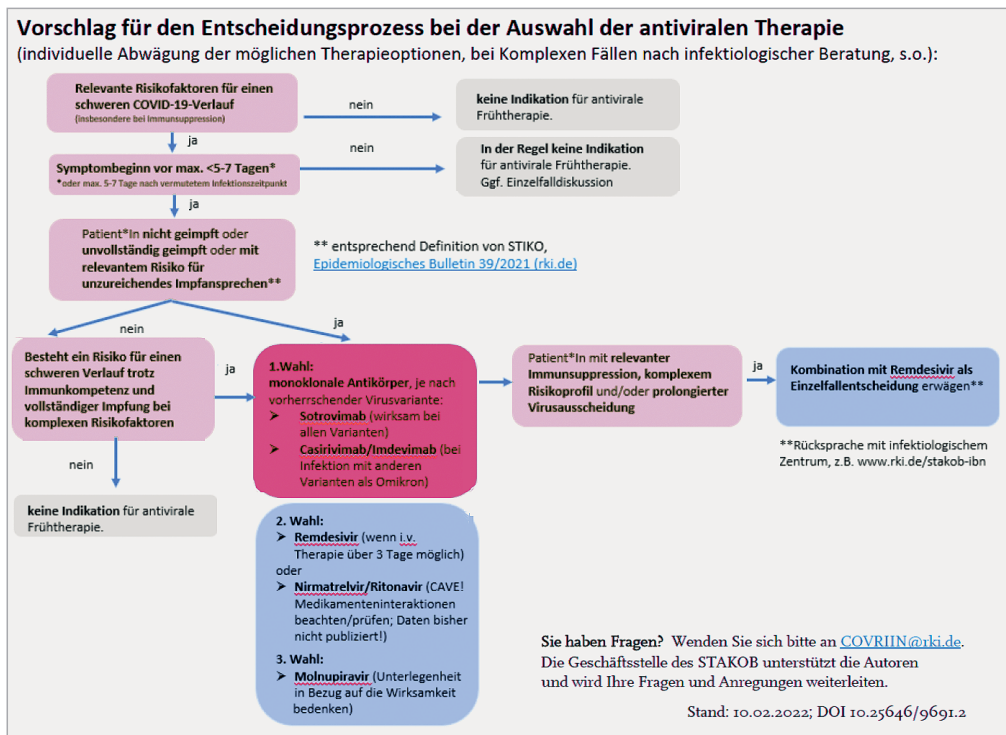 Vorschlag für den Entscheidungsprozess bei der Auswahl der antiviralen Therapie
(individuelle Abwägung der möglichen Therapieoptionen, bei Komplexen Fällen nach infektiologischer Beratung, s.o.):
Relevante Risikofaktoren für einen
schweren COVID-19-Verlauf
(insbesondere bei Immunsuppression)
nein
keine Indikation für antivirale
Frühtherapie.
ja
Symptombeginn vor max. <5-7 Tagen*
*oder max. 5-7 Tage nach vermutetem Infektionszeitpunkt
nein
In der Regel keine Indikation
für antivirale Frühtherapie.
Ggf. Einzelfalldiskussion
ja
Patient*In nicht geimpft oder
unvollständig geimpft oder mit
relevantem Risiko für
unzureichendes Impfansprechen**
** entsprechend Definition von STIKO,
Epidemiologisches Bulletin 39/2021 (rki.de)
nein
ja
Besteht ein Risiko für einen
schweren Verlauf trotz
Immunkompetenz und
vollständiger Impfung bei
komplexen Risikofaktoren
ja
1.Wahl:
monoklonale Antikörper, je nach
vorherrschender Virusvariante:
➢ Sotrovimab (wirksam bei
allen Varianten)
➢ Casirivimab/Imdevimab (bei
Infektion mit anderen
Varianten als Omikron)
Patient*In mit relevanter
Immunsuppression, komplexem
Risikoprofil und/oder prolongierter
Virusausscheidung
ja
Kombination mit Remdesivir als
Einzelfallentscheidung erwägen**
**Rücksprache mit infektiologischem
Zentrum, z.B. www.rki.de/stakob-ibn
nein
keine Indikation für antivirale
Frühtherapie.
2. Wahl:
➢ Remdesivir (wenn i.v.
Therapie über 3 Tage möglich)
oder
➢ Nirmatrelvir/Ritonavir (CAVE!
Medikamenteninteraktionen
beachten/prüfen; Daten bisher
nicht publiziert!)
3. Wahl:
➢ Molnupiravir (Unterlegenheit
in Bezug auf die Wirksamkeit
bedenken)
Sie haben Fragen? Wenden Sie sich bitte an COVRIIN@rki.de.
Die Geschäftsstelle des STAKOB unterstützt die Autoren
und wird Ihre Fragen und Anregungen weiterleiten.
Stand: 10.02.2022; DOI 10.25646/9691.2